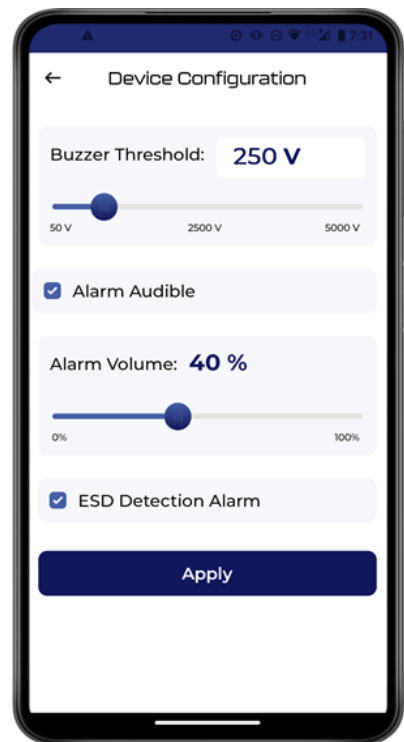 7:31
Device Configuration
Buzzer Threshold: 250 V
50 V 2500 V 5000 V
Alarm Audible
Alarm Volume: 40 %
0% 100%
ESD Detection Alarm
Apply